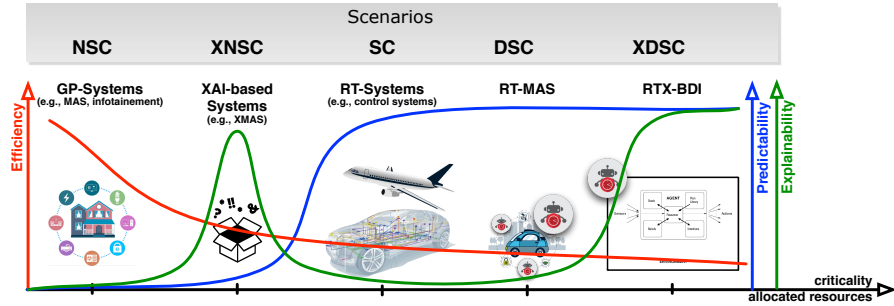 Scenarios
NSC XNSC SC DSC XDSC
GP-Systems
(e.g., MAS, infotainement)
XAI-based
Systems
(e.g., XMAS)
RT-Systems
(e.g., control systems)
RT-MAS
RTX-BDI
Efficiency
Predictability
Explainability
?•!!•&
AGENT
criticality
allocated resources